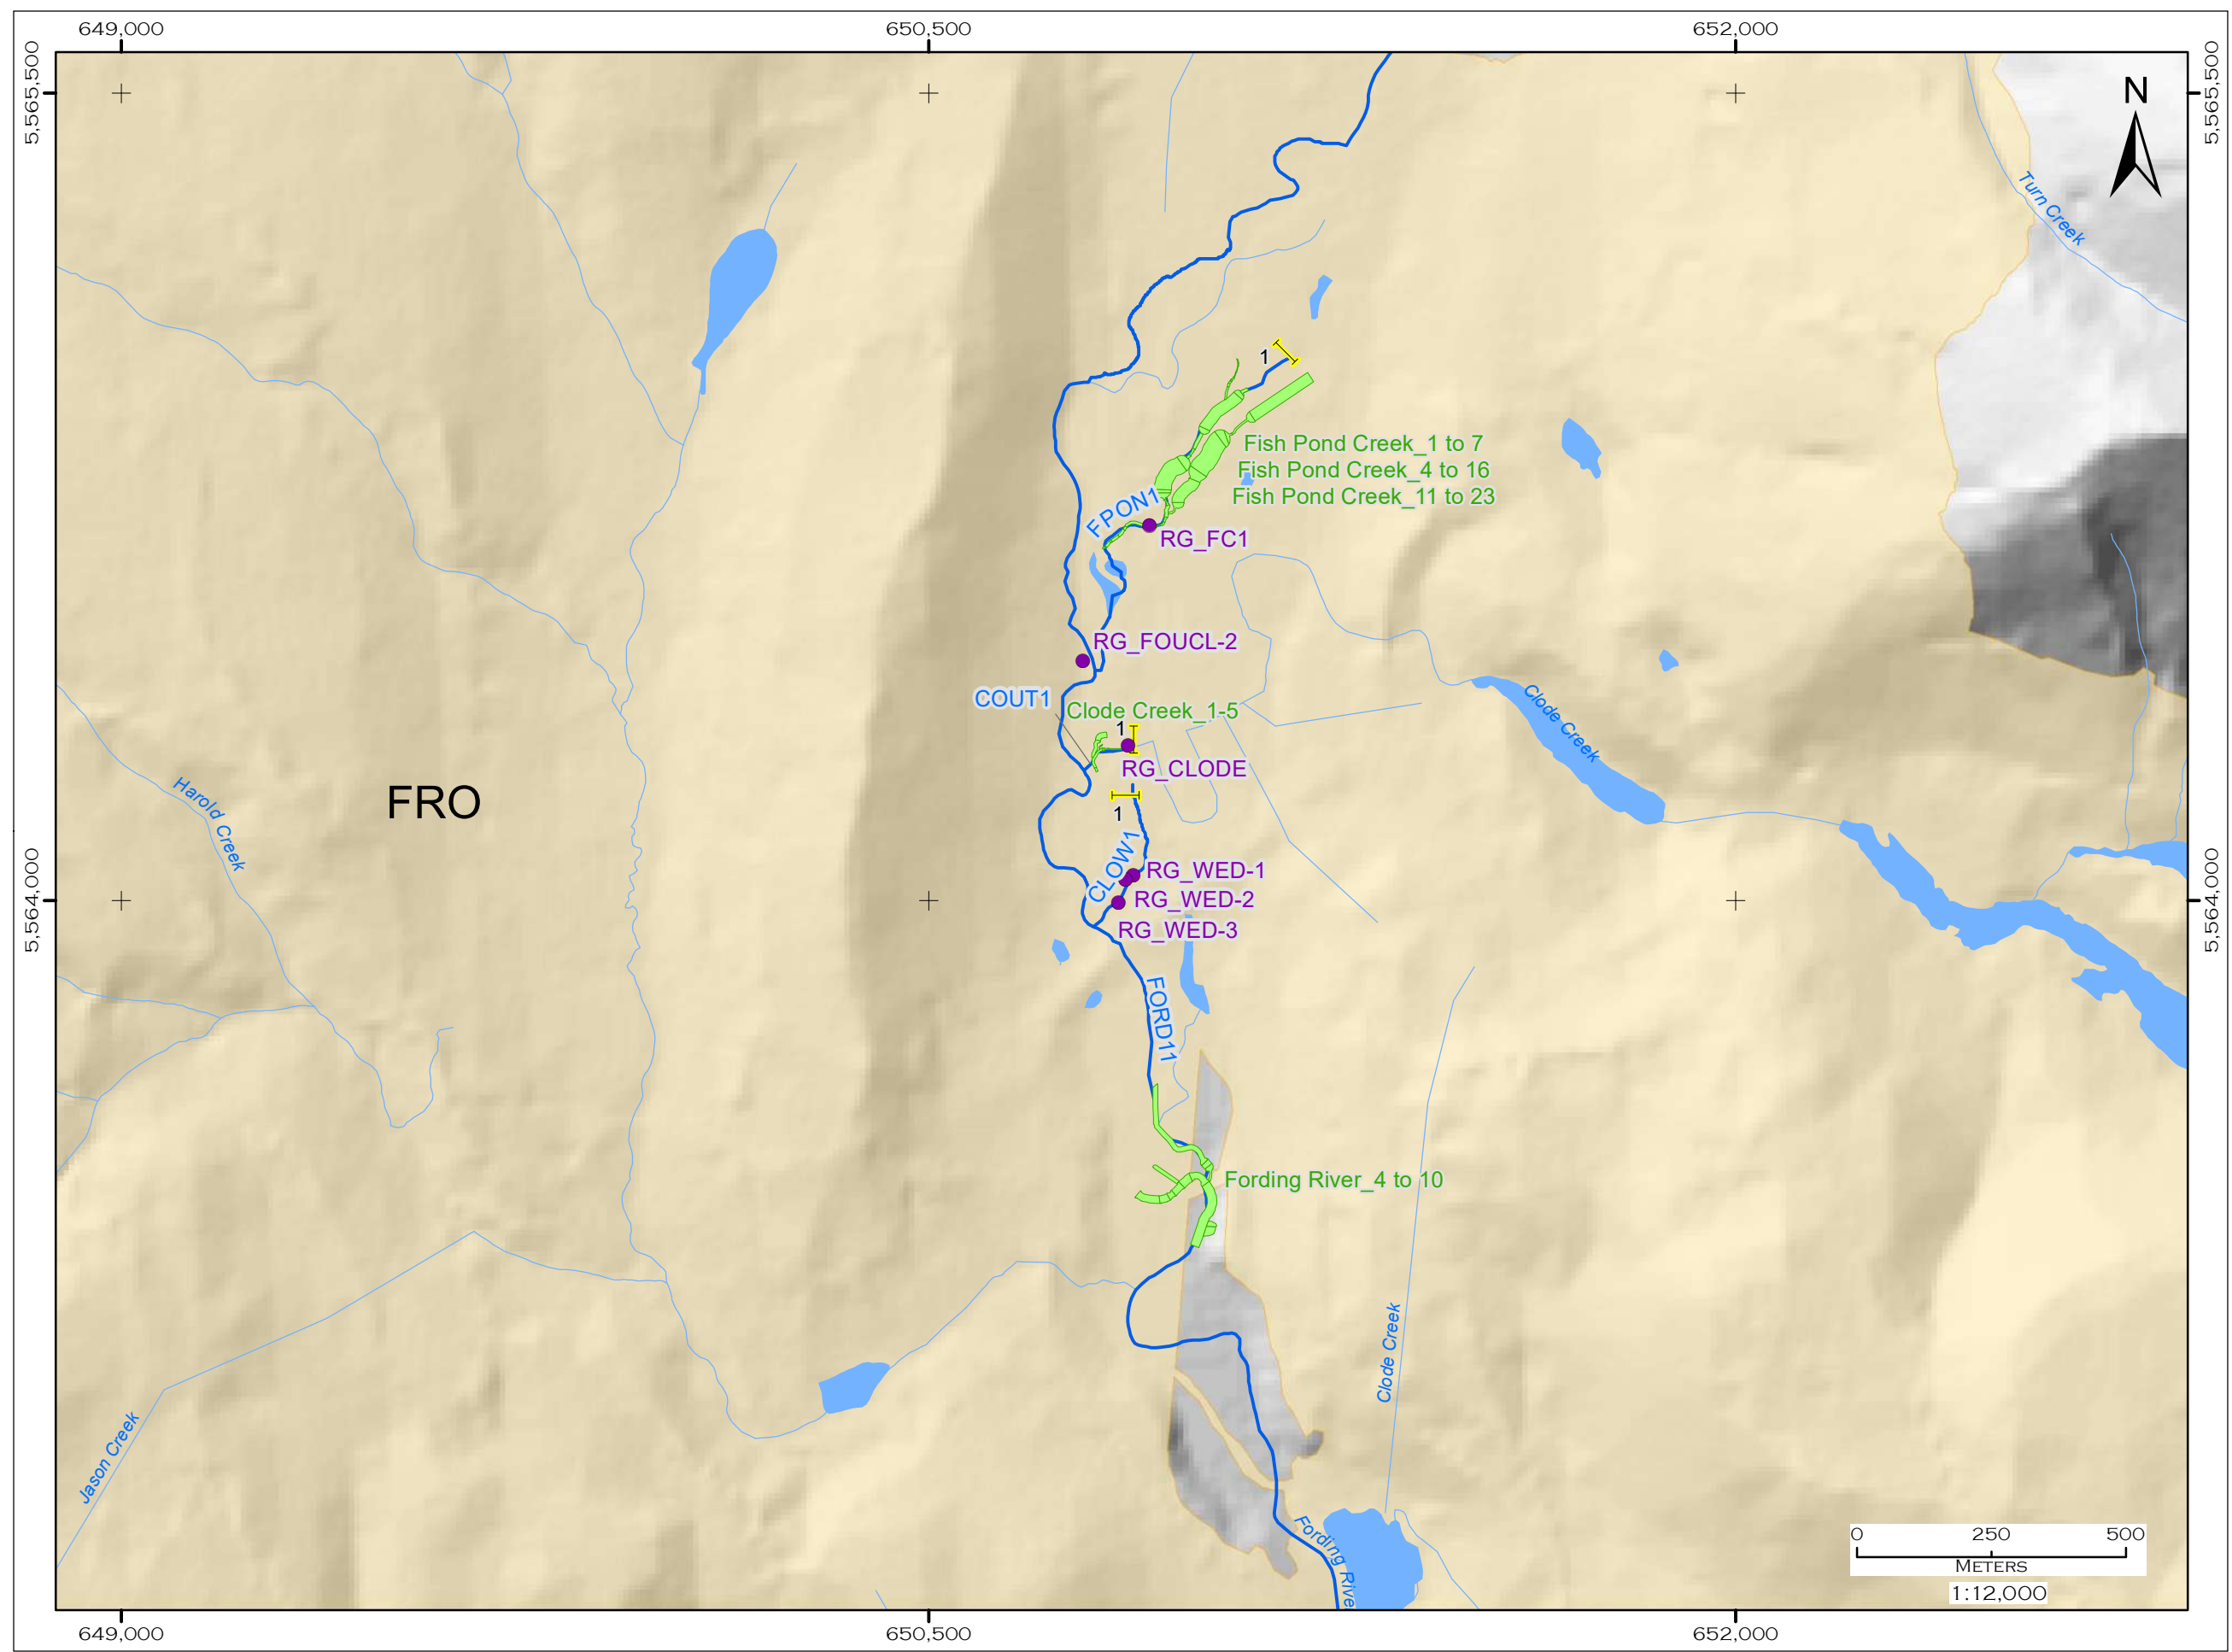 649,000
650,500
652,000
5,565,500
5,565,500
N
Turn Creek
1
Fish Pond Creek_1 to 7
Fish Pond Creek_4 to 16
Fish Pond Creek_11 to 23
FPON1
RG_FC1
RG_FOUCL-2
COUT1
Clode Creek_1-5
1
Clode Creek
RG_CLODE
Harold Creek
FRO
1
CLOW1
RG_WED-1
RG_WED-2
RG_WED-3
5,564,000
5,564,000
FORD11
Fording River_4 to 10
Clode Creek
Jason Creek
Fording Rive
0 250 500
METERS
1:12,000
649,000
650,500
652,000